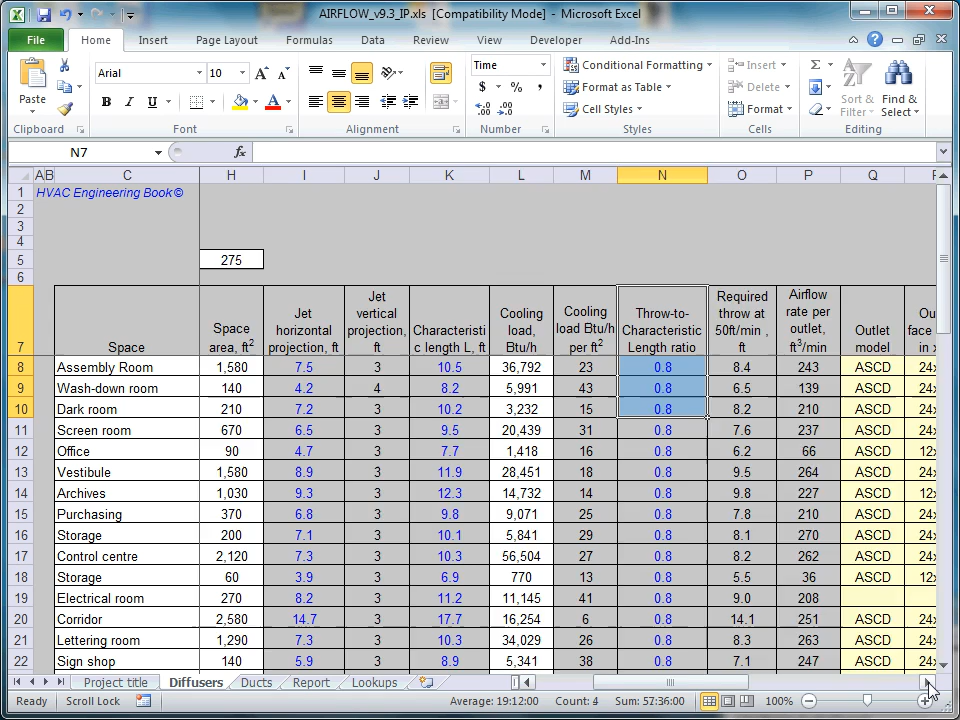 AIRFLOW_v9.3_IP.xls [Compatibility Mode] - Microsoft Excel
File Home Insert Page Layout Formulas Data Review View Developer Add-Ins
Paste
Arial 10
B I U A
Time
$ % ,
Conditional Formatting
Format as Table
Cell Styles
Insert
Delete
Format
Σ
Sort & Filter
Find & Select
Clipboard Font Alignment Number Styles Cells Editing
N7 fx
A B C H I J K L M N O P Q
1 HVAC Engineering Book©
2
3
4
5 275
6
7 Space
Space area, ft²
Jet horizontal projection, ft
Jet vertical projection, ft
Characteristi c length L, ft
Cooling load, Btu/h
Cooling load Btu/h per ft²
Throw-to-Characteristic Length ratio
Required throw at 50ft/min , ft
Airflow rate per outlet, ft³/min
Outlet model
Ou face in x
8 Assembly Room 1,580 7.5 3 10.5 36,792 23 0.8 8.4 243 ASCD 24x
9 Wash-down room 140 4.2 4 8.2 5,991 43 0.8 6.5 139 ASCD 24x
10 Dark room 210 7.2 3 10.2 3,232 15 0.8 8.2 210 ASCD 24x
11 Screen room 670 6.5 3 9.5 20,439 31 0.8 7.6 237 ASCD 24x
12 Office 90 4.7 3 7.7 1,418 16 0.8 6.2 66 ASCD 12x
13 Vestibule 1,580 8.9 3 11.9 28,451 18 0.8 9.5 264 ASCD 24x
14 Archives 1,030 9.3 3 12.3 14,732 14 0.8 9.8 227 ASCD 12x
15 Purchasing 370 6.8 3 9.8 9,071 25 0.8 7.8 210 ASCD 24x
16 Storage 200 7.1 3 10.1 5,841 29 0.8 8.1 270 ASCD 24x
17 Control centre 2,120 7.3 3 10.3 56,504 27 0.8 8.2 262 ASCD 24x
18 Storage 60 3.9 3 6.9 770 13 0.8 5.5 36 ASCD 12x
19 Electrical room 270 8.2 3 11.2 11,145 41 0.8 9.0 208
20 Corridor 2,580 14.7 3 17.7 16,254 6 0.8 14.1 251 ASCD 24x
21 Lettering room 1,290 7.3 3 10.3 34,029 26 0.8 8.3 263 ASCD 24x
22 Sign shop 140 5.9 3 8.9 5,341 38 0.8 7.1 247 ASCD 24x
Project title Diffusers Ducts Report Lookups
Ready Scroll Lock Average: 19:12:00 Count: 4 Sum: 57:36:00 100%